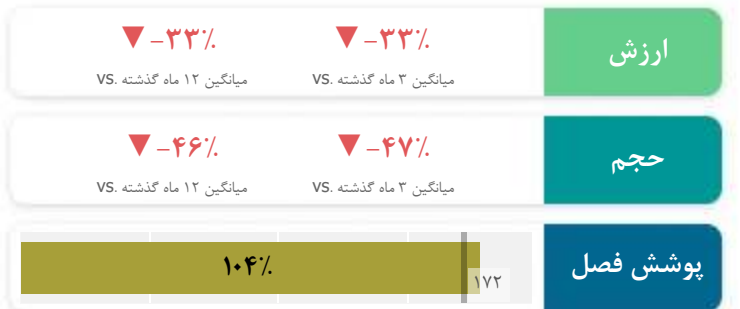 ارزش
▼ -۳۳٪
▼ -۳۳٪
میانگین ۳ ماه گذشته .VS
میانگین ۱۲ ماه گذشته .VS
حجم
▼ -۴۷٪
▼ -۴۶٪
میانگین ۳ ماه گذشته .VS
میانگین ۱۲ ماه گذشته .VS
پوشش فصل
۱۰۴٪
۱۷۲